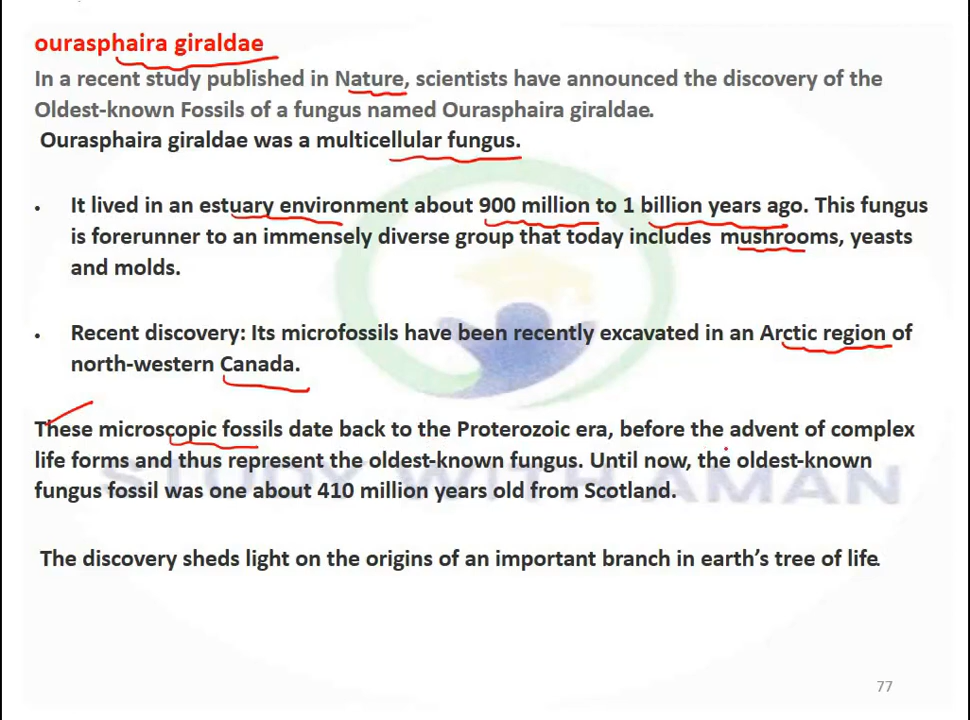 ourasphaira giraldae
In a recent study published in Nature, scientists have announced the discovery of the
Oldest-known Fossils of a fungus named Ourasphaira giraldae.
Ourasphaira giraldae was a multicellular fungus.
• It lived in an estuary environment about 900 million to 1 billion years ago. This fungus
is forerunner to an immensely diverse group that today includes mushrooms, yeasts
and molds.
• Recent discovery: Its microfossils have been recently excavated in an Arctic region of
north-western Canada.
These microscopic fossils date back to the Proterozoic era, before the advent of complex
life forms and thus represent the oldest-known fungus. Until now, the oldest-known
fungus fossil was one about 410 million years old from Scotland.
STUDY WITH AMAN
The discovery sheds light on the origins of an important branch in earth's tree of life.
77